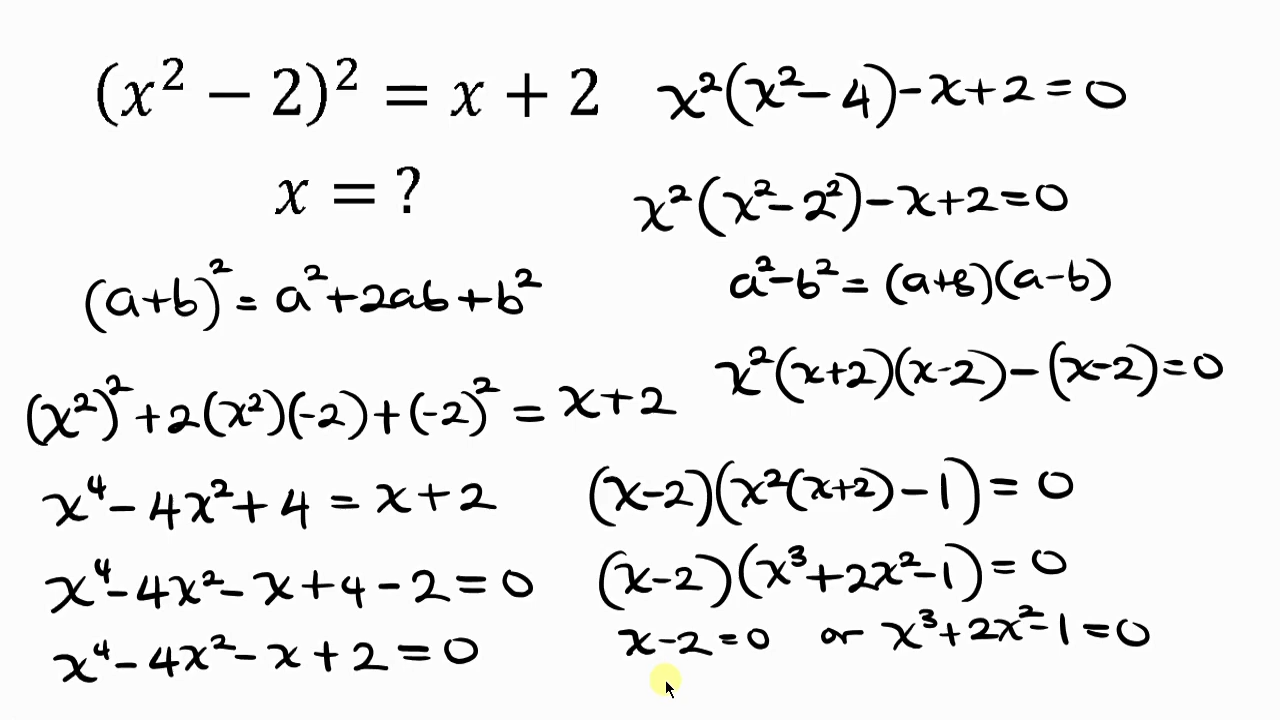 (x² − 2)² = x + 2
x = ?
(a+b)² = a²+2ab+b²
(x²)²+2(x²)(-2)+(-2)² = x+2
x⁴-4x²+4 = x+2
x⁴-4x²-x+4-2=0
x⁴-4x²-x+2=0
x²(x²-4)-x+2=0
x²(x²-2²)-x+2=0
a²-b² = (a+b)(a-b)
x²(x+2)(x-2)-(x-2)=0
(x-2)(x²(x+2)-1)=0
(x-2)(x³+2x²-1)=0
x-2=0 or x³+2x²-1=0